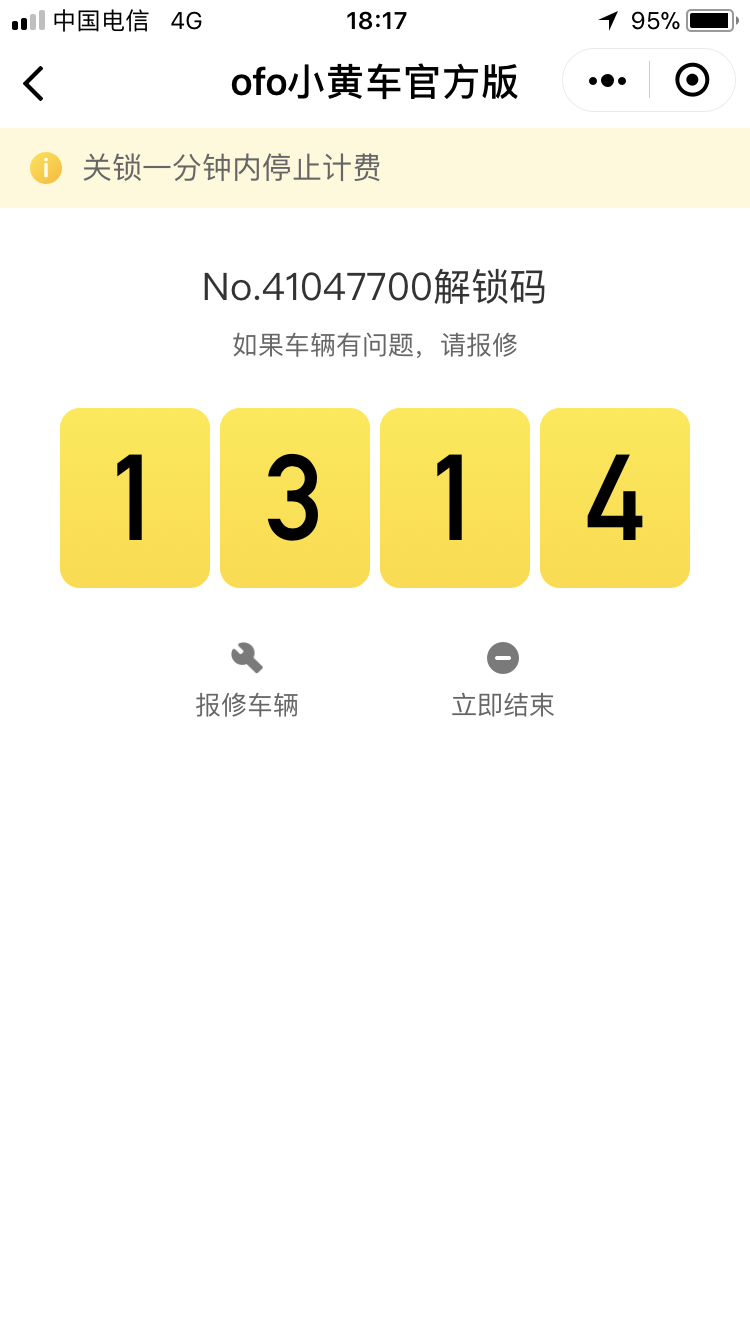 中国电信 4G 18:17 95%
ofo小黄车官方版
关锁一分钟内停止计费
No.41047700解锁码
如果车辆有问题，请报修
1 3 1 4
报修车辆 立即结束